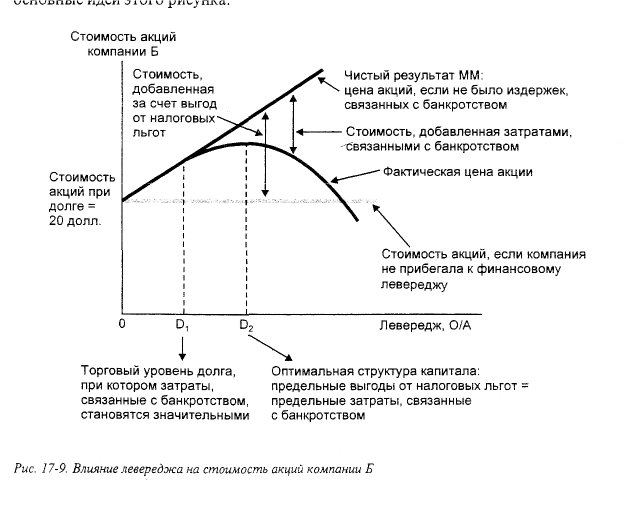 основные идеи этого рисунка.
Стоимость акций
компании Б
Стоимость,
добавленная
за счет выгод
от налоговых
льгот
Чистый результат ММ:
цена акций, если не было издержек,
связанных с банкротством
Стоимость, добавленная затратами,
связанными с банкротством
Фактическая цена акции
Стоимость
акций при
долге =
20 долл.
Стоимость акций, если компания
не прибегала к финансовому
левереджу
0 D1 D2 Левередж, О/А
Торговый уровень долга,
при котором затраты,
связанные с банкротством,
становятся значительными
Оптимальная структура капитала:
предельные выгоды от налоговых льгот =
предельные затраты, связанные
с банкротством
Рис. 17-9. Влияние левереджа на стоимость акций компании Б